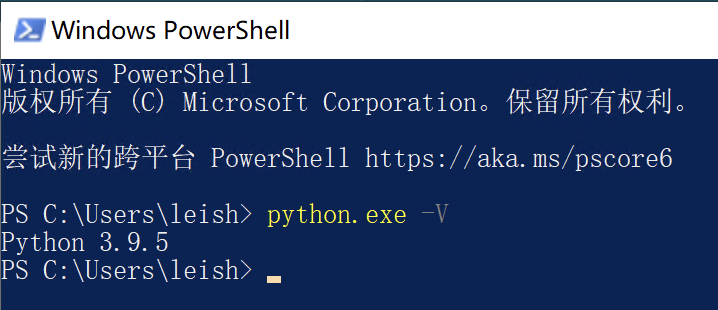 Windows PowerShell
Windows PowerShell
版权所有 (C) Microsoft Corporation。保留所有权利。
尝试新的跨平台 PowerShell https://aka.ms/pscore6
PS C:\Users\leish> python.exe -V
Python 3.9.5
PS C:\Users\leish>